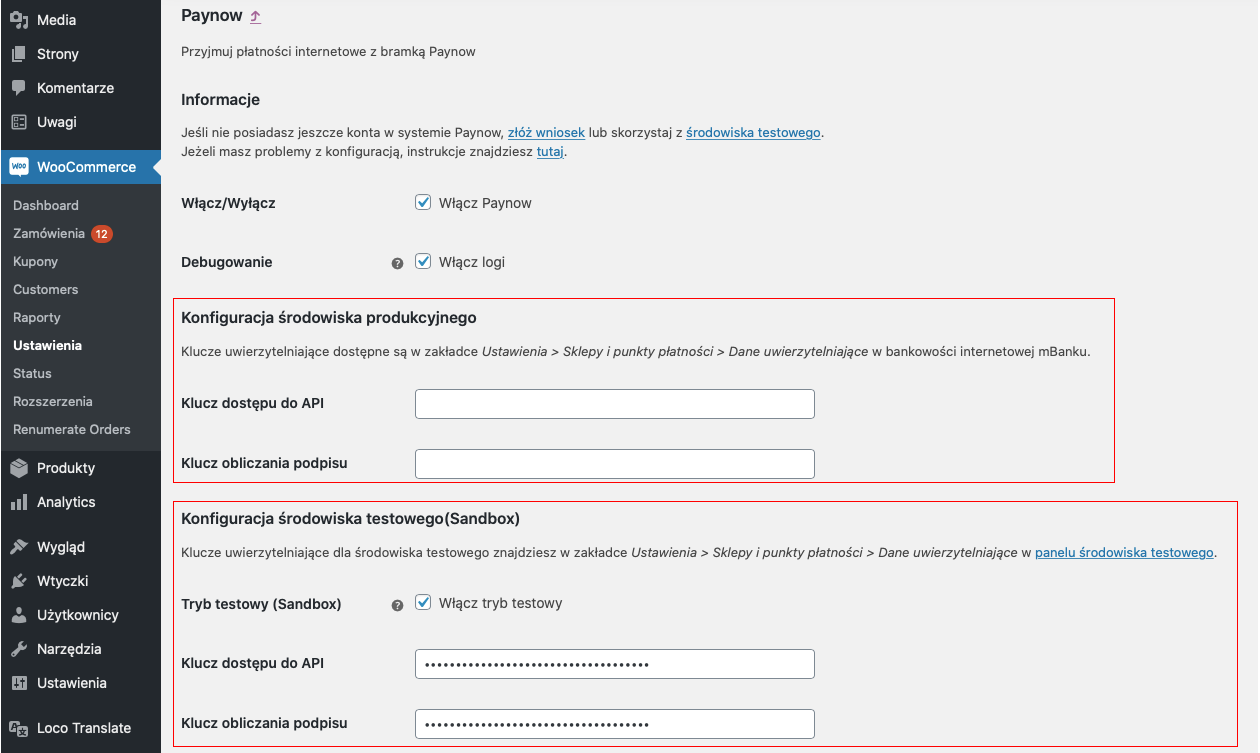 Media
Strony
Komentarze
Uwagi
WooCommerce
Dashboard
Zamówienia 12
Kupony
Customers
Raporty
Ustawienia
Status
Rozszerzenia
Renumerate Orders
Produkty
Analytics
Wygląd
Wtyczki
Użytkownicy
Narzędzia
Ustawienia
Loco Translate
Paynow ⤴
Przyjmuj płatności internetowe z bramką Paynow
Informacje
Jeśli nie posiadasz jeszcze konta w systemie Paynow, złóż wniosek lub skorzystaj z środowiska testowego.
Jeżeli masz problemy z konfiguracją, instrukcje znajdziesz tutaj.
Włącz/Wyłącz
Włącz Paynow
Debugowanie
Włącz logi
Konfiguracja środowiska produkcyjnego
Klucze uwierzytelniające dostępne są w zakładce Ustawienia > Sklepy i punkty płatności > Dane uwierzytelniające w bankowości internetowej mBanku.
Klucz dostępu do API
Klucz obliczania podpisu
Konfiguracja środowiska testowego(Sandbox)
Klucze uwierzytelniające dla środowiska testowego znajdziesz w zakładce Ustawienia > Sklepy i punkty płatności > Dane uwierzytelniające w panelu środowiska testowego.
Tryb testowy (Sandbox)
Włącz tryb testowy
Klucz dostępu do API
••••••••••••••••••••••••••••••••••••
Klucz obliczania podpisu
••••••••••••••••••••••••••••••••••••